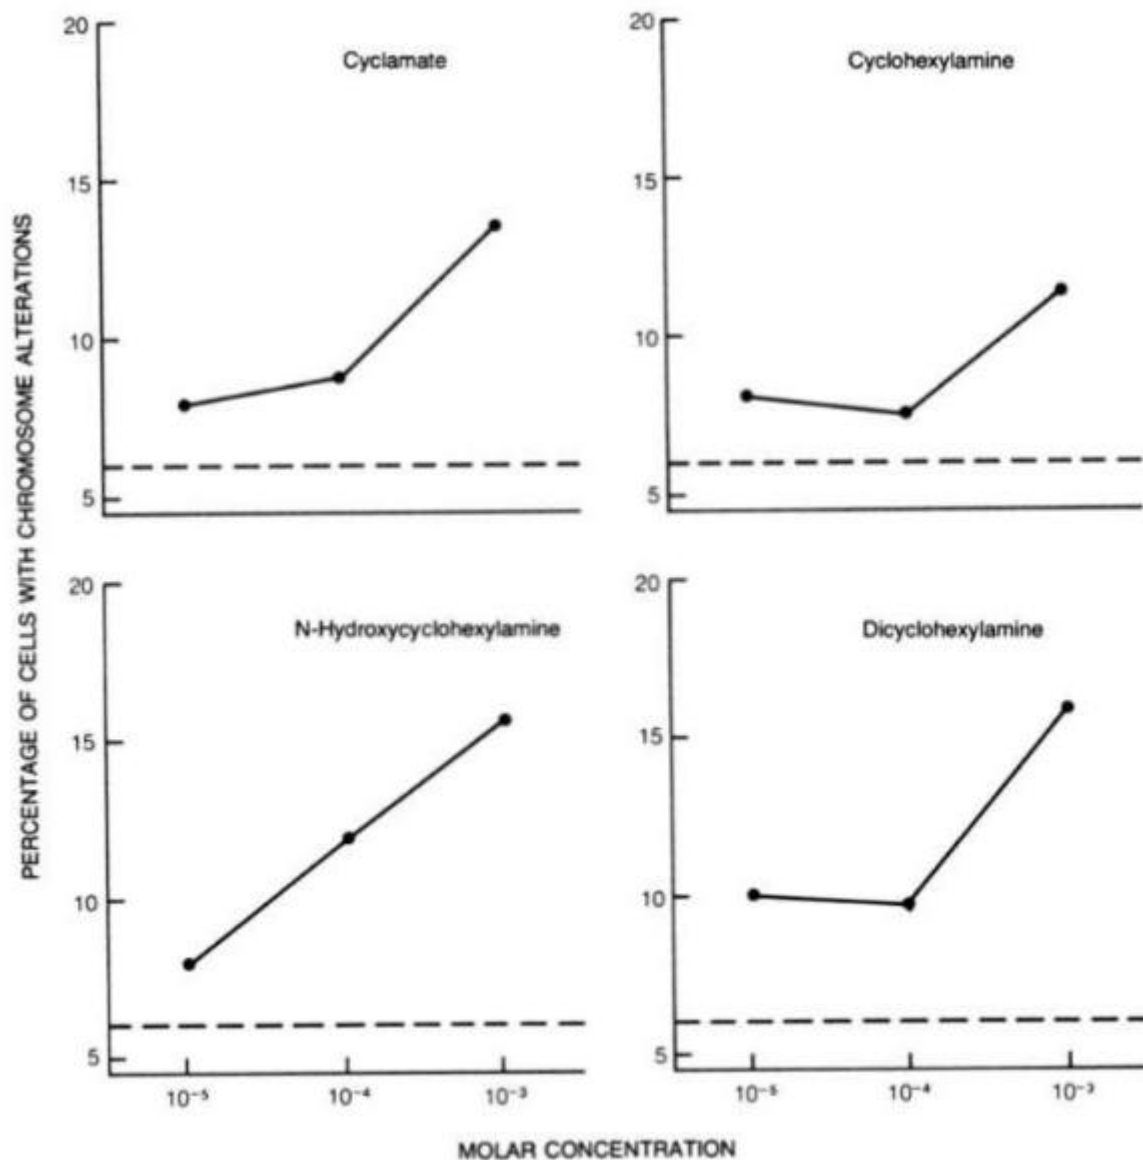 PERCENTAGE OF CELLS WITH CHROMOSOME ALTERATIONS
Cyclamate
20
15
10
5
Cyclohexylamine
20
15
10
5
N-Hydroxycyclohexylamine
20
15
10
5
10⁻⁵ 10⁻⁴ 10⁻³
Dicyclohexylamine
20
15
10
5
10⁻⁵ 10⁻⁴ 10⁻³
MOLAR CONCENTRATION